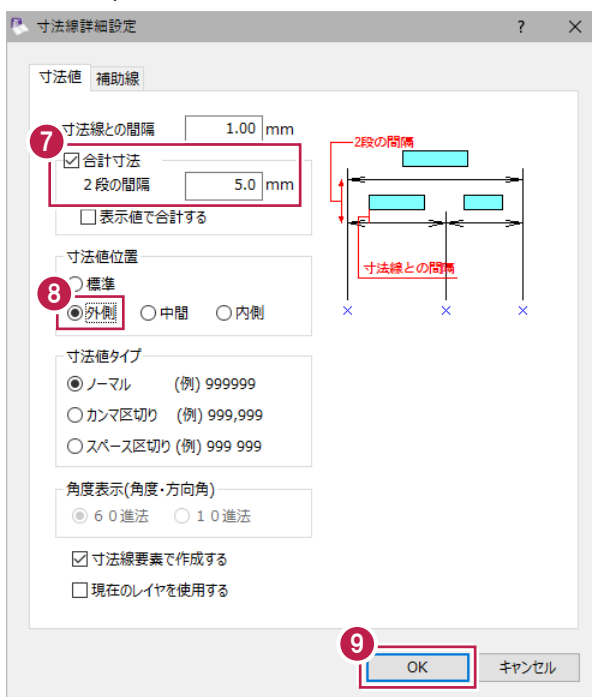 寸法線詳細設定 ? ×
寸法値 補助線
寸法線との間隔 1.00 mm
7
合計寸法
2段の間隔 5.0 mm
表示値で合計する
寸法値位置
標準
8
外側 中間 内側
寸法値タイプ
ノーマル (例) 999999
カンマ区切り (例) 999,999
スペース区切り (例) 999 999
角度表示(角度・方向角)
60進法 10進法
寸法線要素で作成する
現在のレイヤを使用する
2段の間隔
寸法線との間隔
9
OK キャンセル